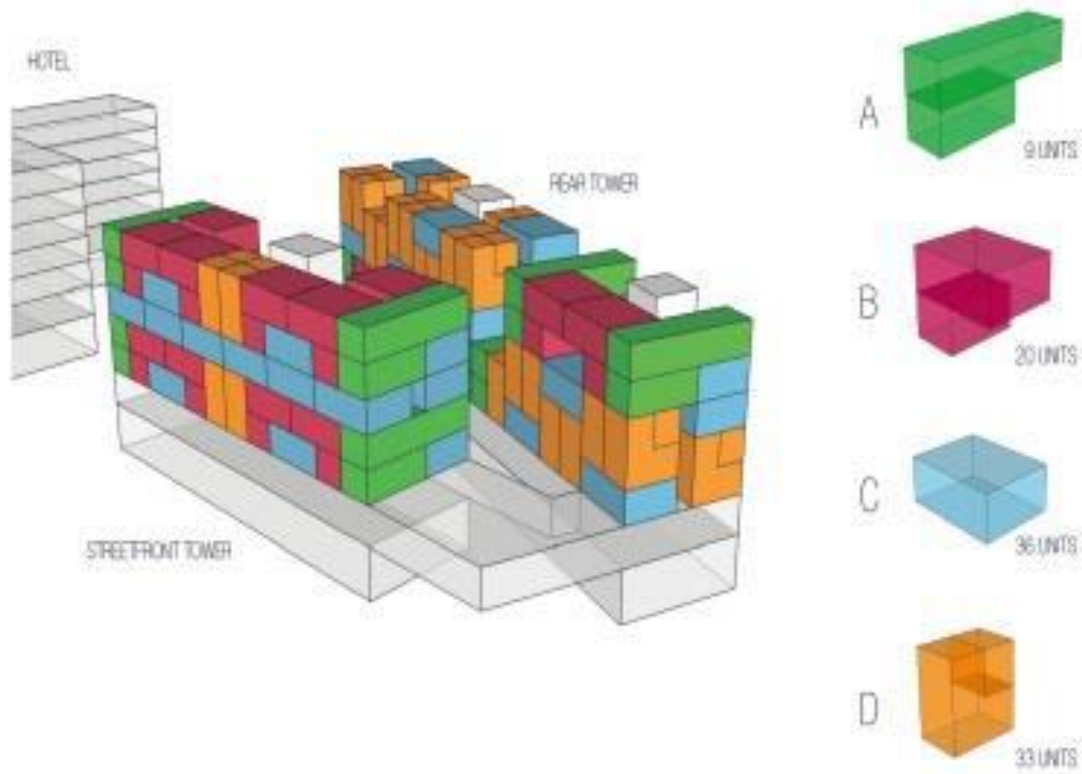 HOTEL
REAR TOWER
STREETFRONT TOWER
A
9 UNITS
B
20 UNITS
C
36 UNITS
D
33 UNITS